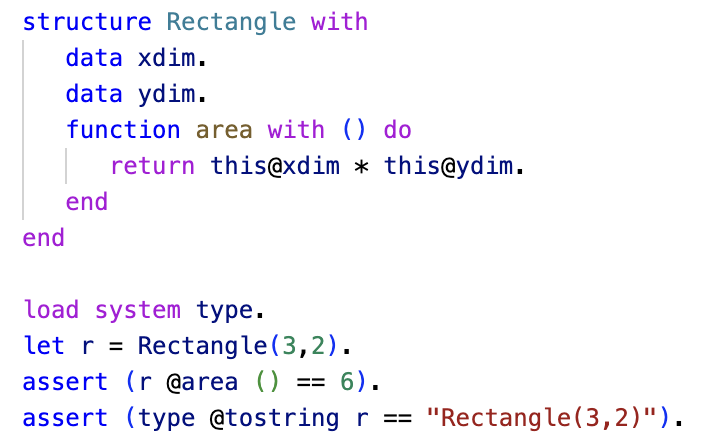 structure Rectangle with
data xdim.
data ydim.
function area with () do
return this@xdim * this@ydim.
end
end
load system type.
let r = Rectangle(3,2).
assert (r @area () == 6).
assert (type @tostring r == "Rectangle(3,2)").